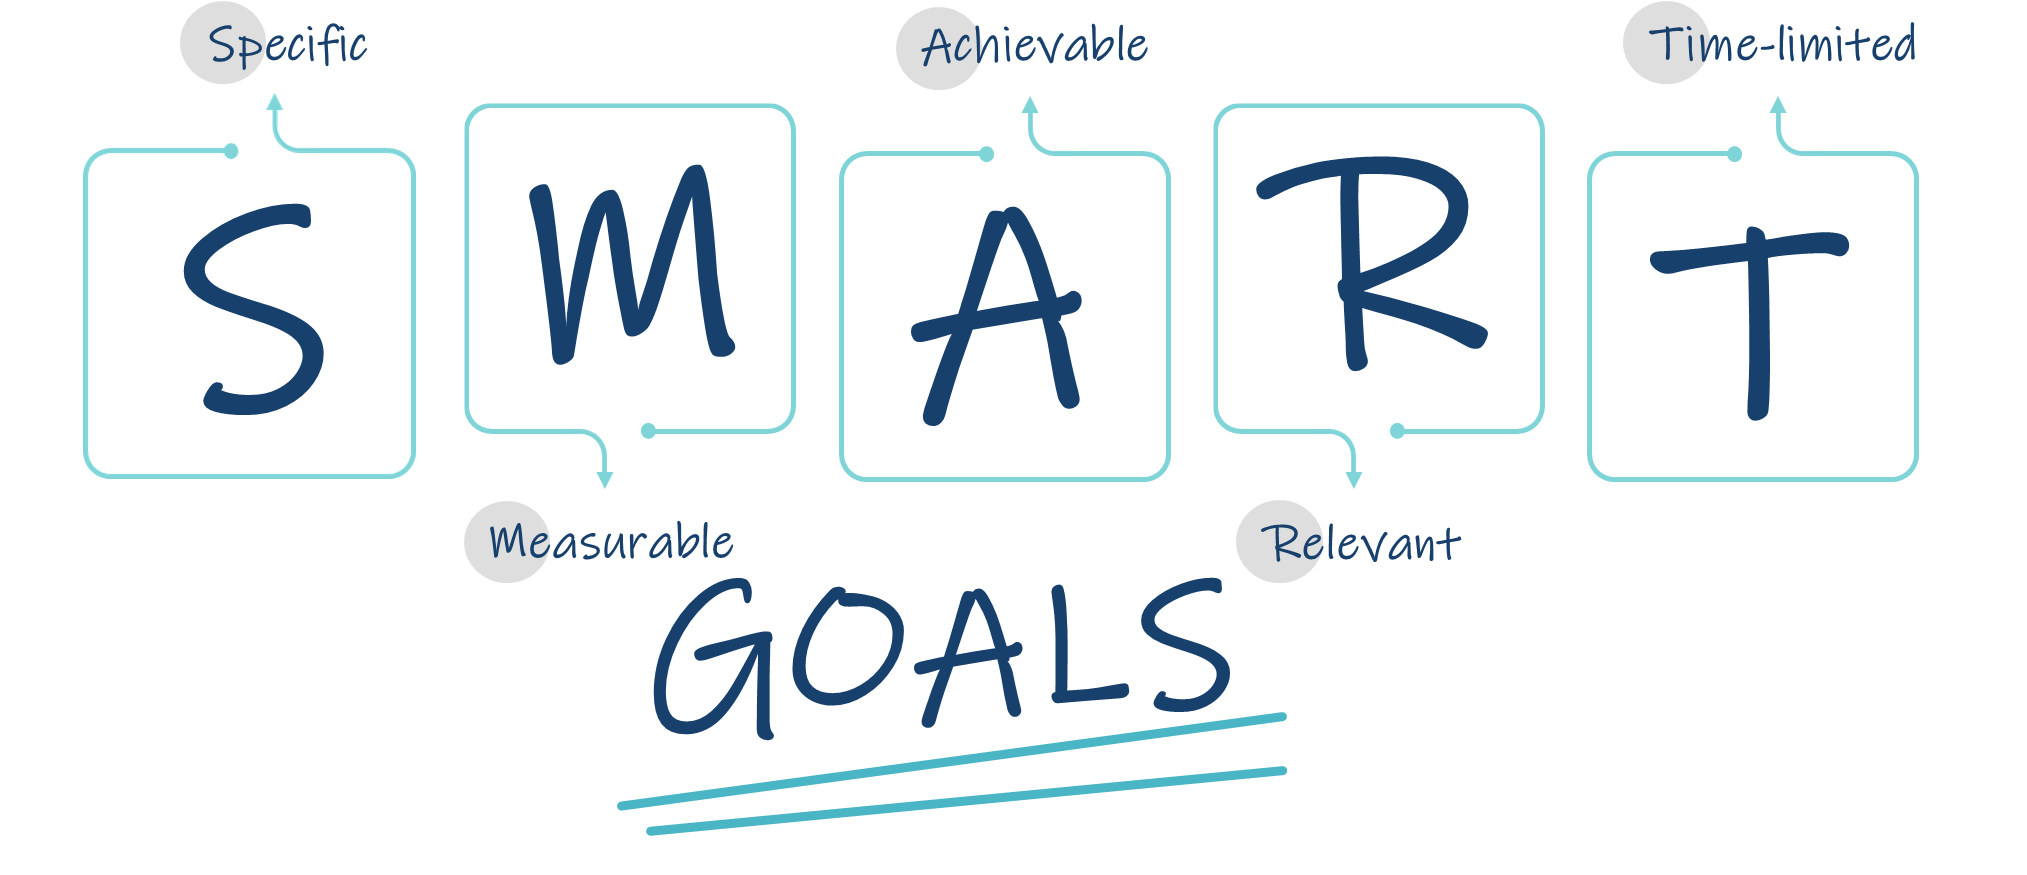 Specific
Achievable
Time-limited
S M A R T
Measurable
Relevant
GOALS